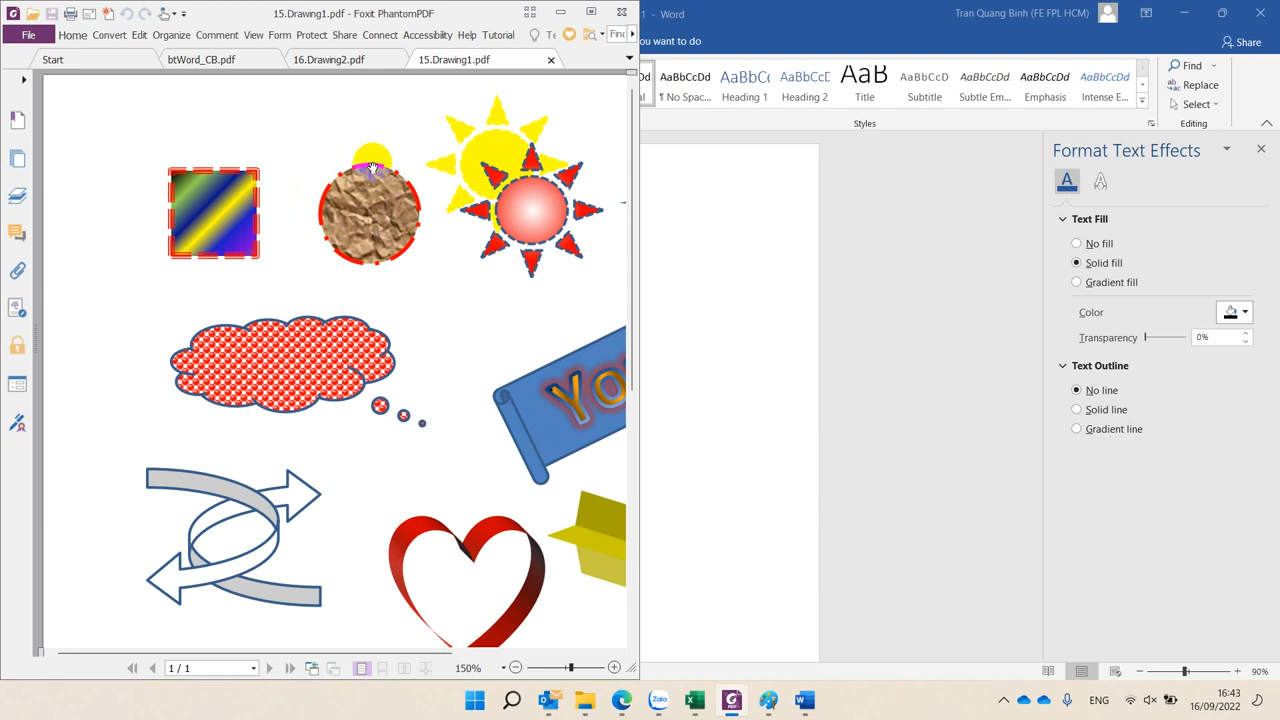 15.Drawing1.pdf - Foxit PhantomPDF
File Home Convert Edit Organize Comment View Form Protect Share Connect Accessibility Help Tutorial
Start btWord_CB.pdf 16.Drawing2.pdf 15.Drawing1.pdf
1 / 1
150%
1 - Word
Tran Quang Binh (FE FPL HCM)
you want to do
Share
AaBbCcDd AaBbCc AaBbCcC AaB AaBbCcD AaBbCcDd AaBbCcDd AaBbCcDd
¶ No Spac... Heading 1 Heading 2 Title Subtitle Subtle Em... Emphasis Intense E...
Find
Replace
Select
Styles
Editing
Format Text Effects
Text Fill
No fill
Solid fill
Gradient fill
Color
Transparency 0%
Text Outline
No line
Solid line
Gradient line
90%
ENG
16:43
16/09/2022